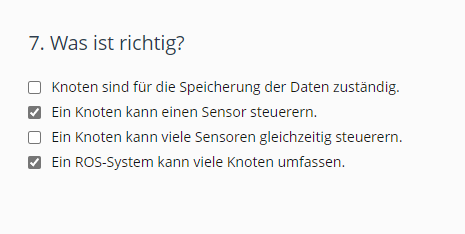 7. Was ist richtig?
Knoten sind für die Speicherung der Daten zuständig.
Ein Knoten kann einen Sensor steuerern.
Ein Knoten kann viele Sensoren gleichzeitig steuerern.
Ein ROS-System kann viele Knoten umfassen.